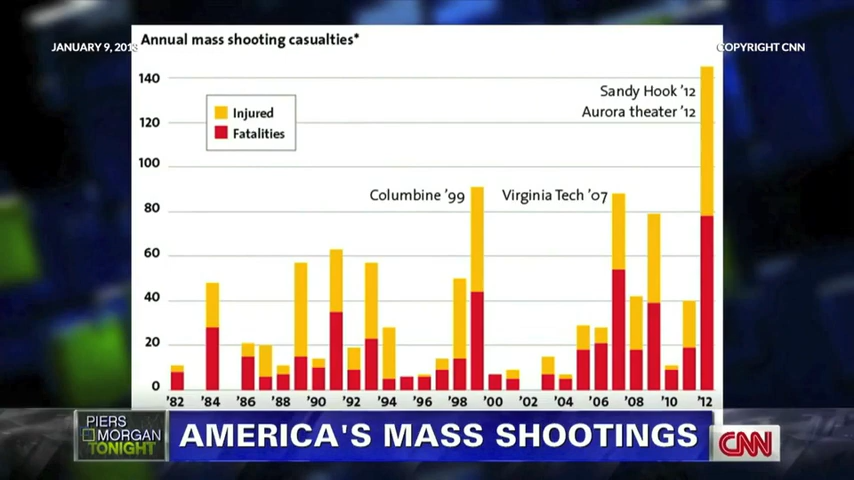 JANUARY 9, 2013
Annual mass shooting casualties*
COPYRIGHT CNN
140
120
100
80
60
40
20
0
Injured
Fatalities
Sandy Hook '12
Aurora theater '12
Columbine '99
Virginia Tech '07
'82 '84 '86 '88 '90 '92 '94 '96 '98 '00 '02 '04 '06 '08 '10 '12
PIERS
MORGAN
TONIGHT
AMERICA'S MASS SHOOTINGS
CNN